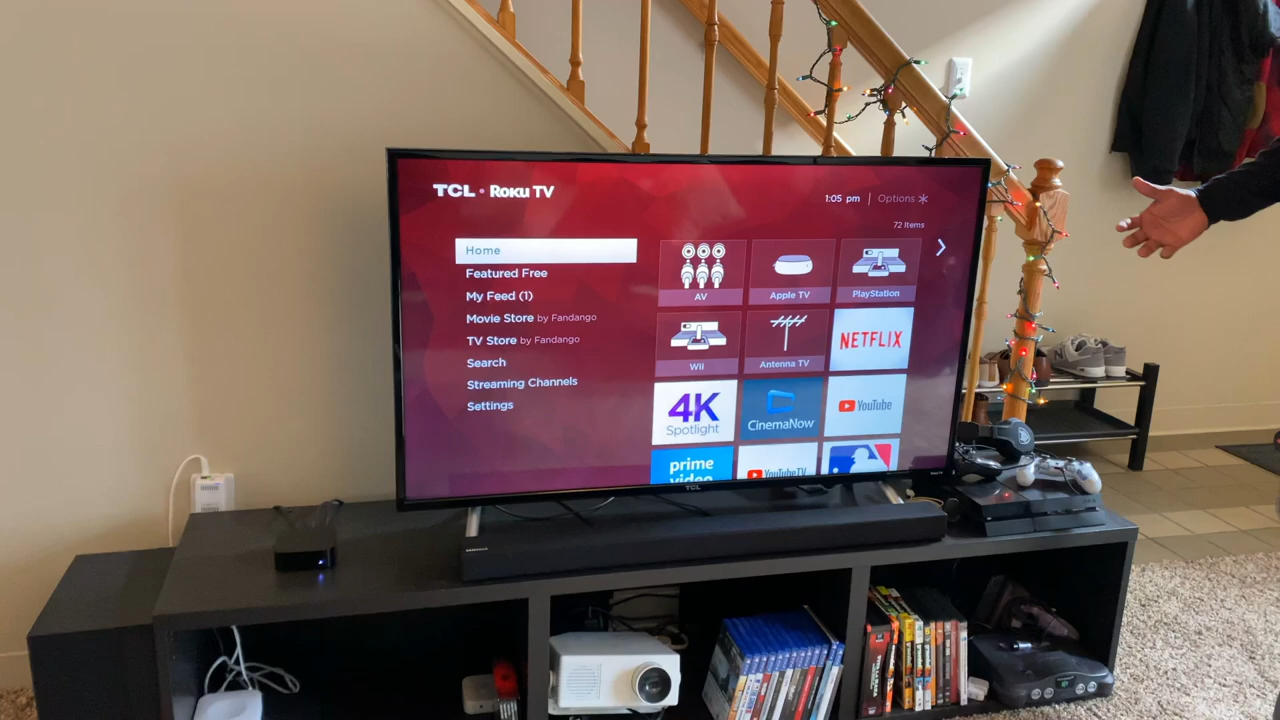 TCL • Roku TV
1:05 pm | Options
72 Items
Home
Featured Free
My Feed (1)
Movie Store by Fandango
TV Store by Fandango
Search
Streaming Channels
Settings
AV
Apple TV
PlayStation
Wii
Antenna TV
NETFLIX
4K
Spotlight
CinemaNow
YouTube
prime
video
YouTubeTV
TCL